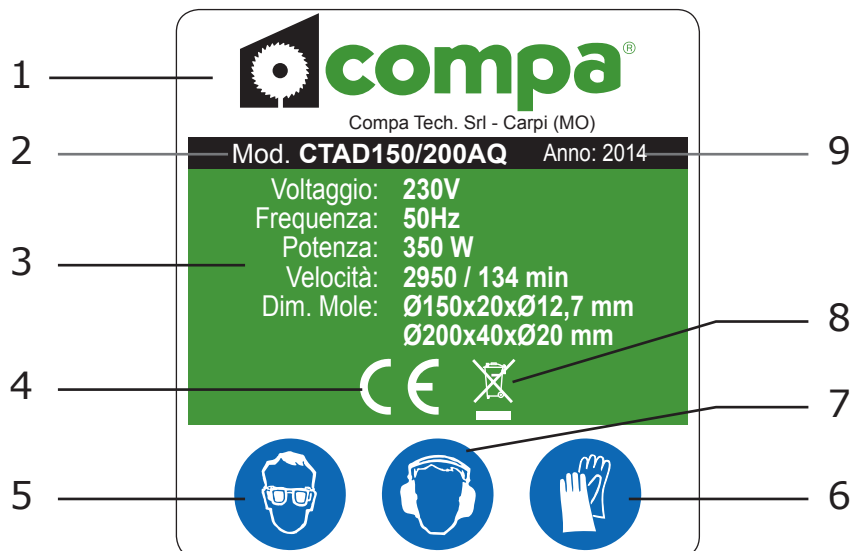 compa®
Compa Tech. Srl - Carpi (MO)
Mod. CTAD150/200AQ Anno: 2014
Voltaggio: 230V
Frequenza: 50Hz
Potenza: 350 W
Velocità: 2950 / 134 min
Dim. Mole: Ø150x20xØ12,7 mm
Ø200x40xØ20 mm
CE
1
2
3
4
5
6
7
8
9